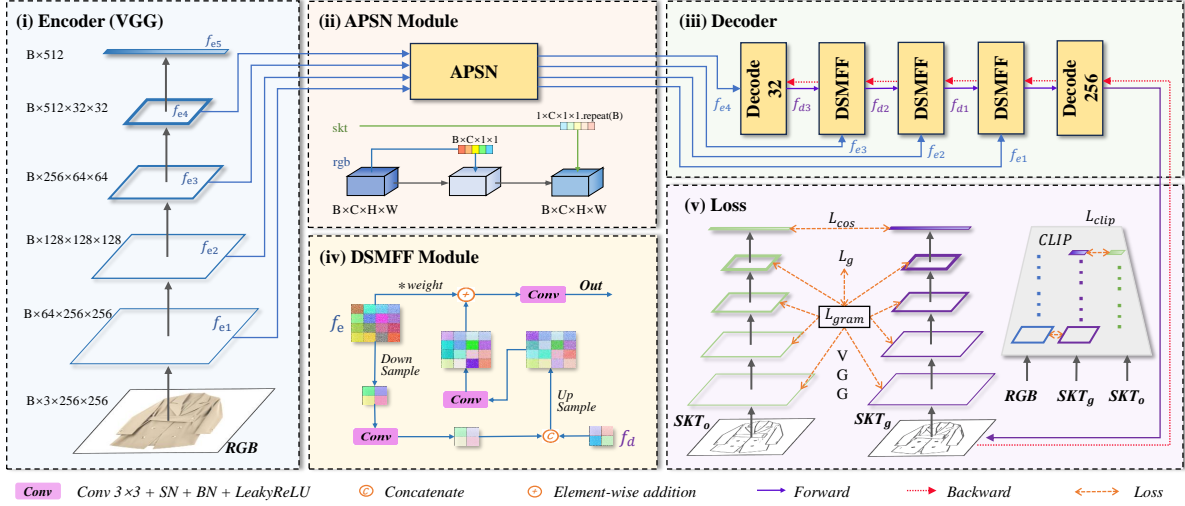 (i) Encoder (VGG)
B×512
f_e5
B×512×32×32
f_e4
B×256×64×64
f_e3
B×128×128×128
f_e2
B×64×256×256
f_e1
B×3×256×256
RGB
(ii) APSN Module
APSN
skt
1×C×1×1.repeat(B)
B×C×1×1
rgb
B×C×H×W
B×C×H×W
(iii) Decoder
Decode 32
DSMFF
DSMFF
DSMFF
Decode 256
f_e4
f_d3
f_d2
f_d1
f_e3
f_e2
f_e1
(iv) DSMFF Module
*weight
Conv
Out
f_e
Down
Sample
Conv
Up
Sample
Conv
C
f_d
(v) Loss
L_cos
L_g
L_gram
V
G
G
SKT_o
SKT_g
L_clip
CLIP
RGB
SKT_g
SKT_o
Conv
Conv 3×3 + SN + BN + LeakyReLU
C
Concatenate
+
Element-wise addition
Forward
Backward
Loss